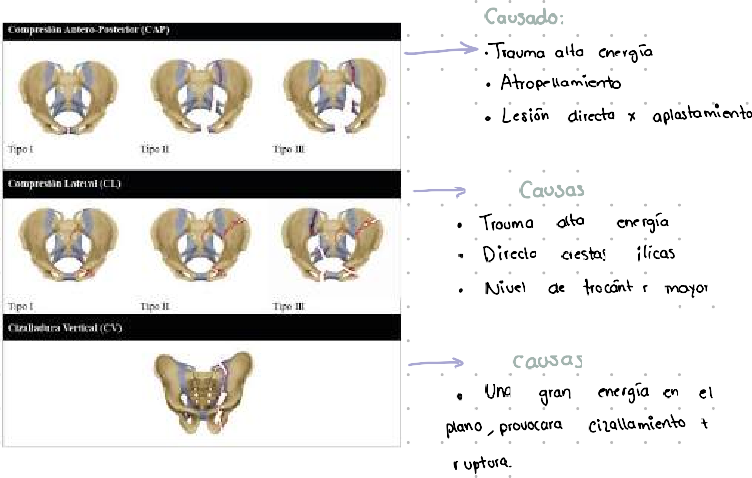 Compresión Antero-Posterior (CAP)
Tipo I
Tipo II
Tipo III
Causado:
• Trauma alta energía
• Atropellamiento
• Lesión directa x aplastamiento
Compresión Lateral (CL)
Tipo I
Tipo II
Tipo III
Causas
• Trauma alta energía
• Directo crestas ilícas
• Nivel de trocánt r mayor
Cizalladura Vertical (CV)
Causas
• Una gran energía en el
plano, provocara cizallamiento +
ruptura.